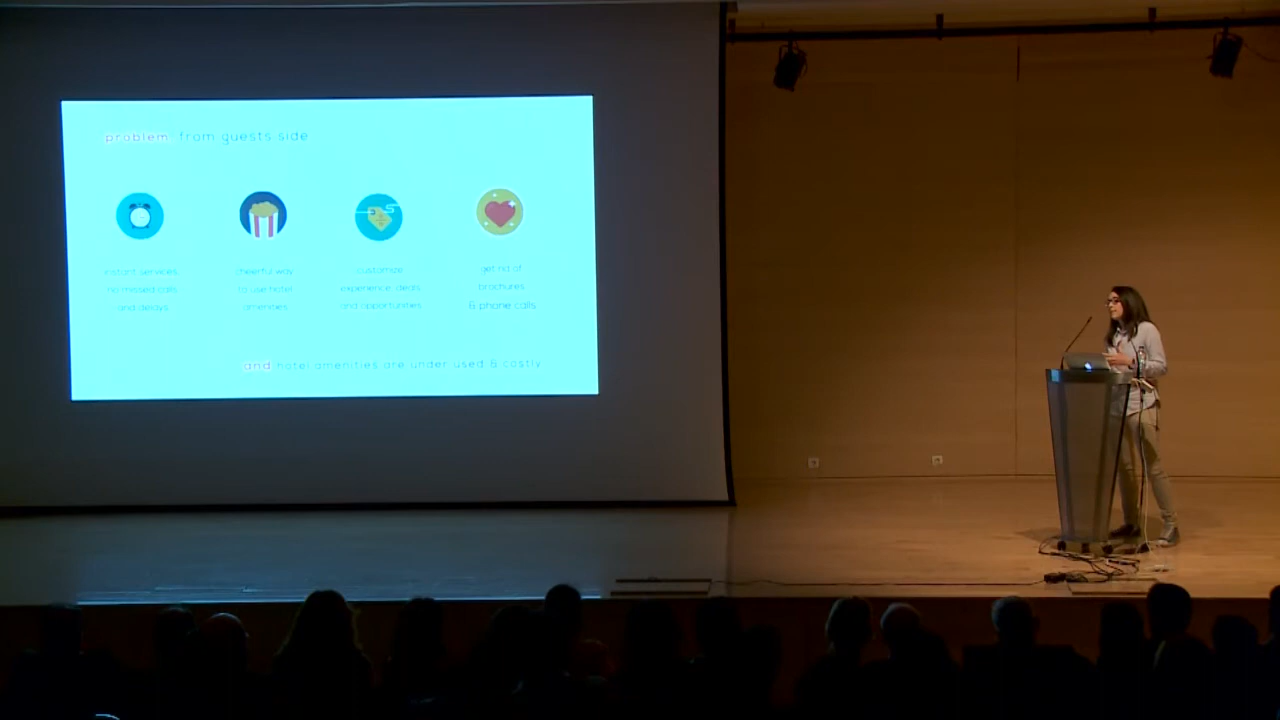 problem from guests side
instant services
no missed calls
and delays
cheerful way
to use hotel
amenities
customize
experience, ideas
and opportunities
get rid of
brochures
& phone calls
and hotel amenities are under used & costly